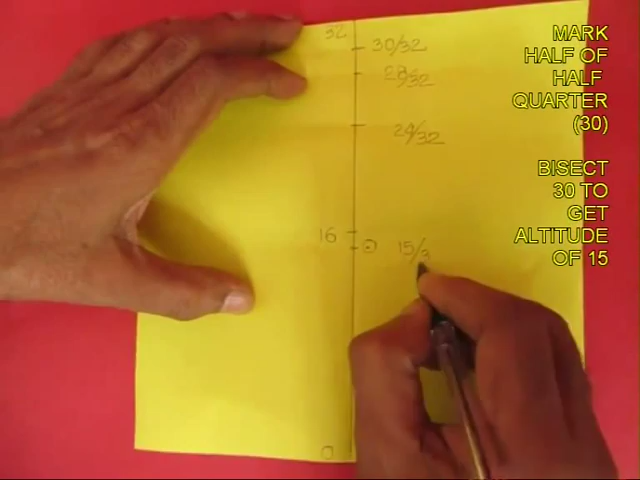 32
30/32
28/32
24/32
16
15/3
0
MARK
HALF OF
HALF
QUARTER
(30)
BISECT
30 TO
GET
ALTITUDE
OF 15